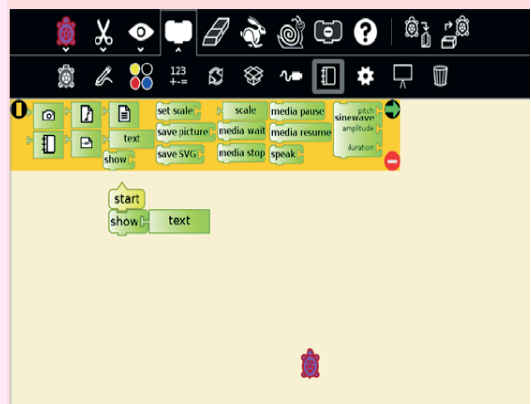 123
+-=
set scale
scale
media pause
pitch
sinewave
amplitude
duration
text
save picture
media wait
media resume
show
save SVG
media stop
speak
start
show
text